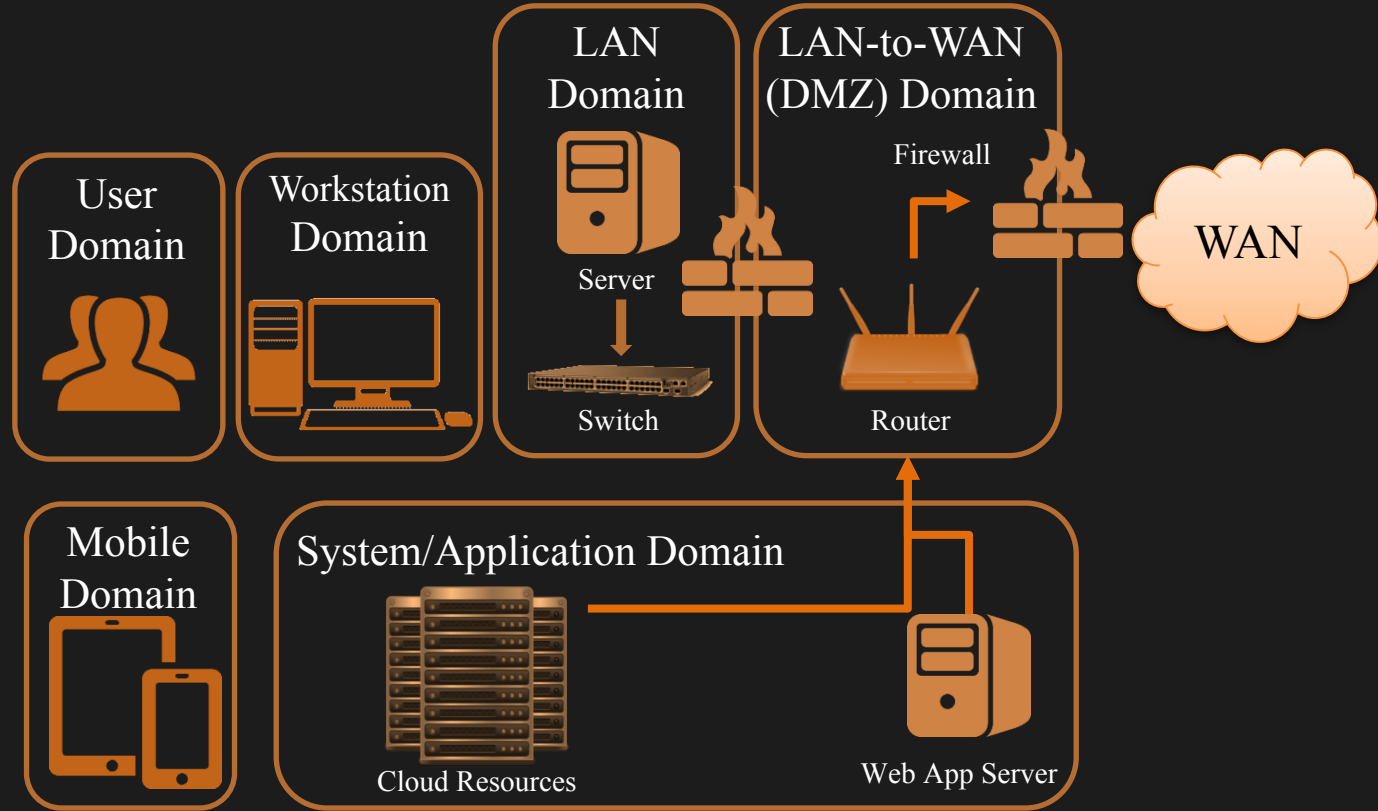 User
Domain
Workstation
Domain
LAN
Domain
Server
Switch
LAN-to-WAN
(DMZ) Domain
Firewall
Router
WAN
Mobile
Domain
System/Application Domain
Cloud Resources
Web App Server